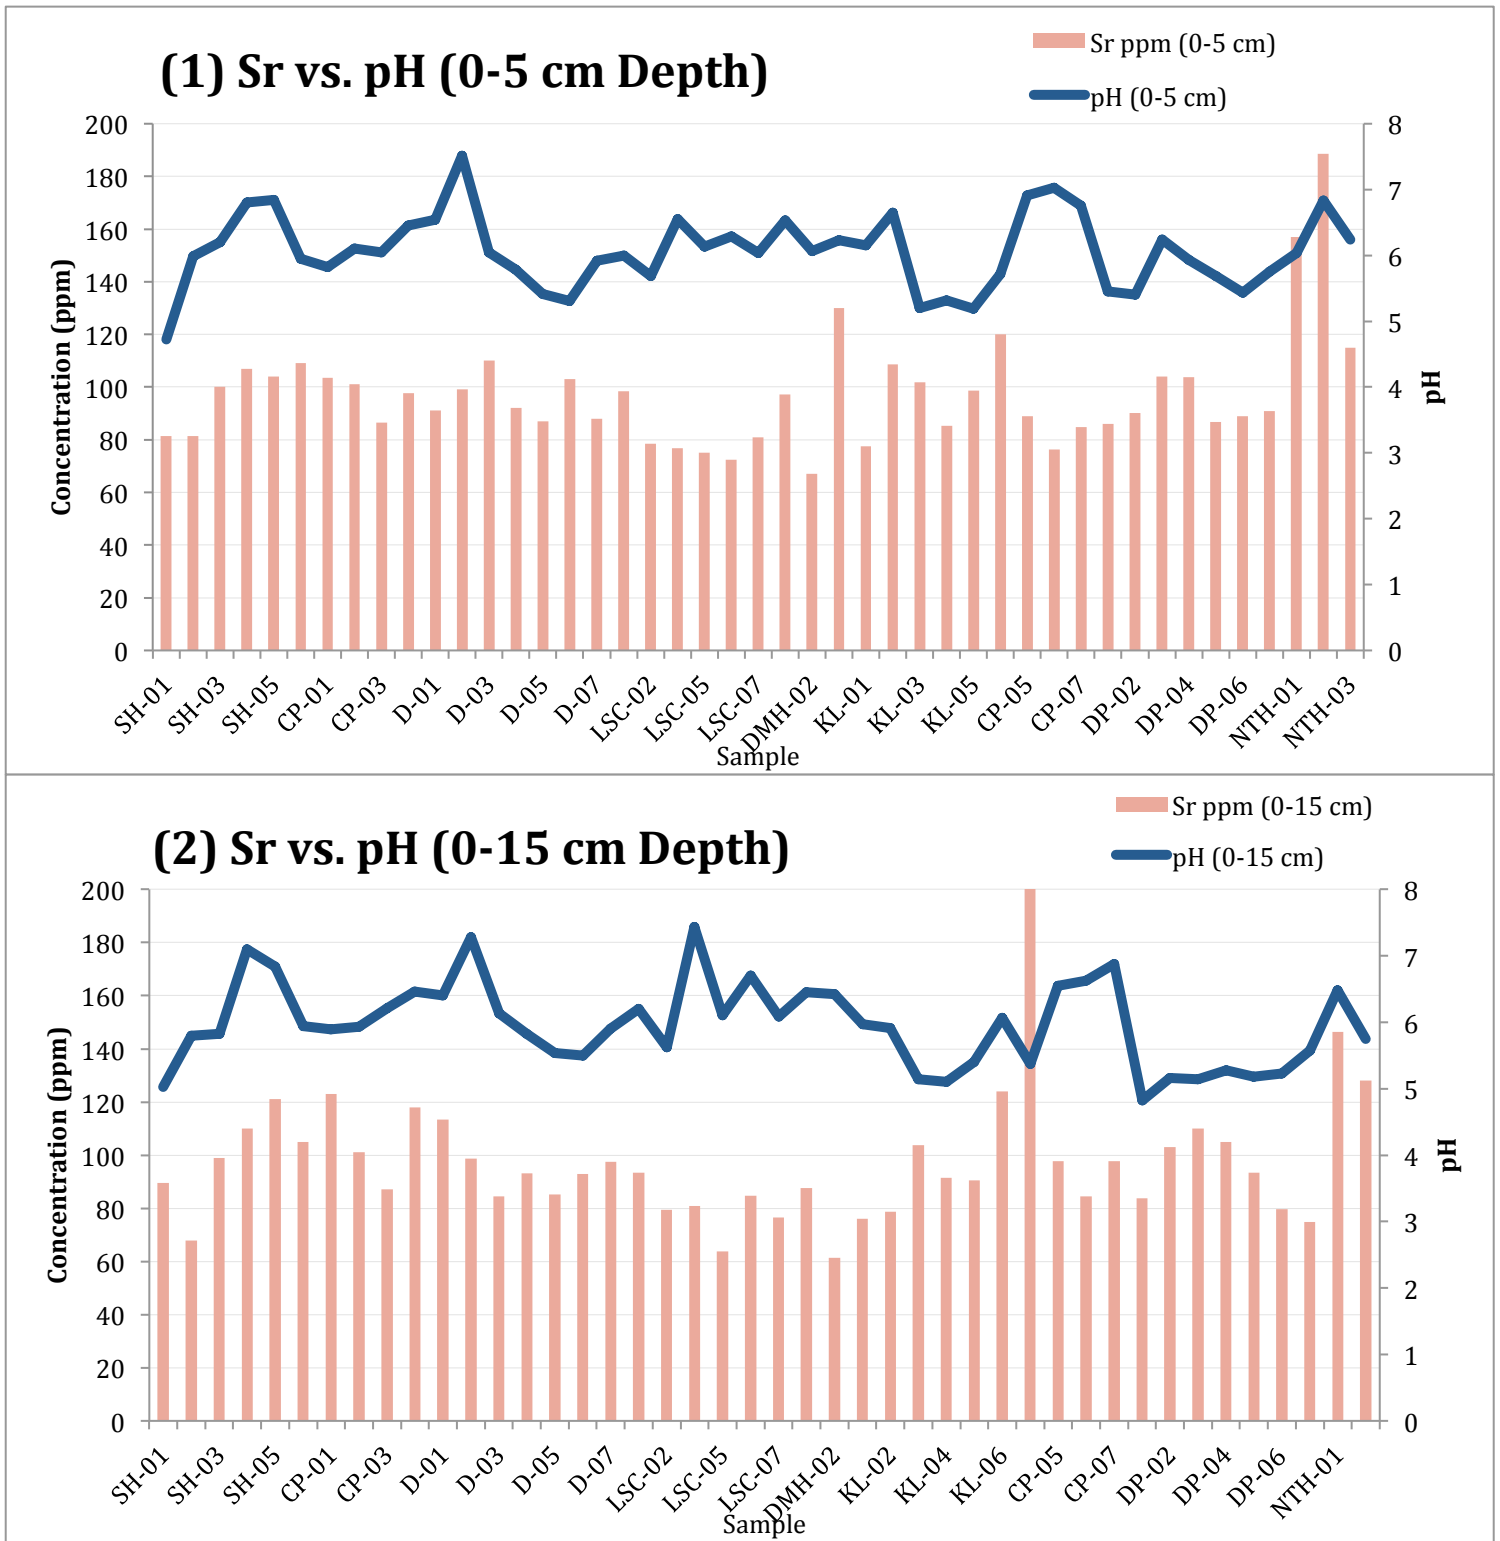 (1) Sr vs. pH (0-5 cm Depth)
Sr ppm (0-5 cm)
pH (0-5 cm)
200
180
160
140
120
100
80
60
40
20
0
8
7
6
5
4
3
2
1
0
Concentration (ppm)
pH
SH-01
SH-03
SH-05
CP-01
CP-03
D-01
D-03
D-05
D-07
LSC-02
LSC-05
LSC-07
DMH-02
KL-01
KL-03
KL-05
CP-05
CP-07
DP-02
DP-04
DP-06
NTH-01
NTH-03
Sample
(2) Sr vs. pH (0-15 cm Depth)
Sr ppm (0-15 cm)
pH (0-15 cm)
200
180
160
140
120
100
80
60
40
20
0
8
7
6
5
4
3
2
1
0
Concentration (ppm)
pH
SH-01
SH-03
SH-05
CP-01
CP-03
D-01
D-03
D-05
D-07
LSC-02
LSC-05
LSC-07
DMH-02
KL-02
KL-04
KL-06
CP-05
CP-07
DP-02
DP-04
DP-06
NTH-01
Sample